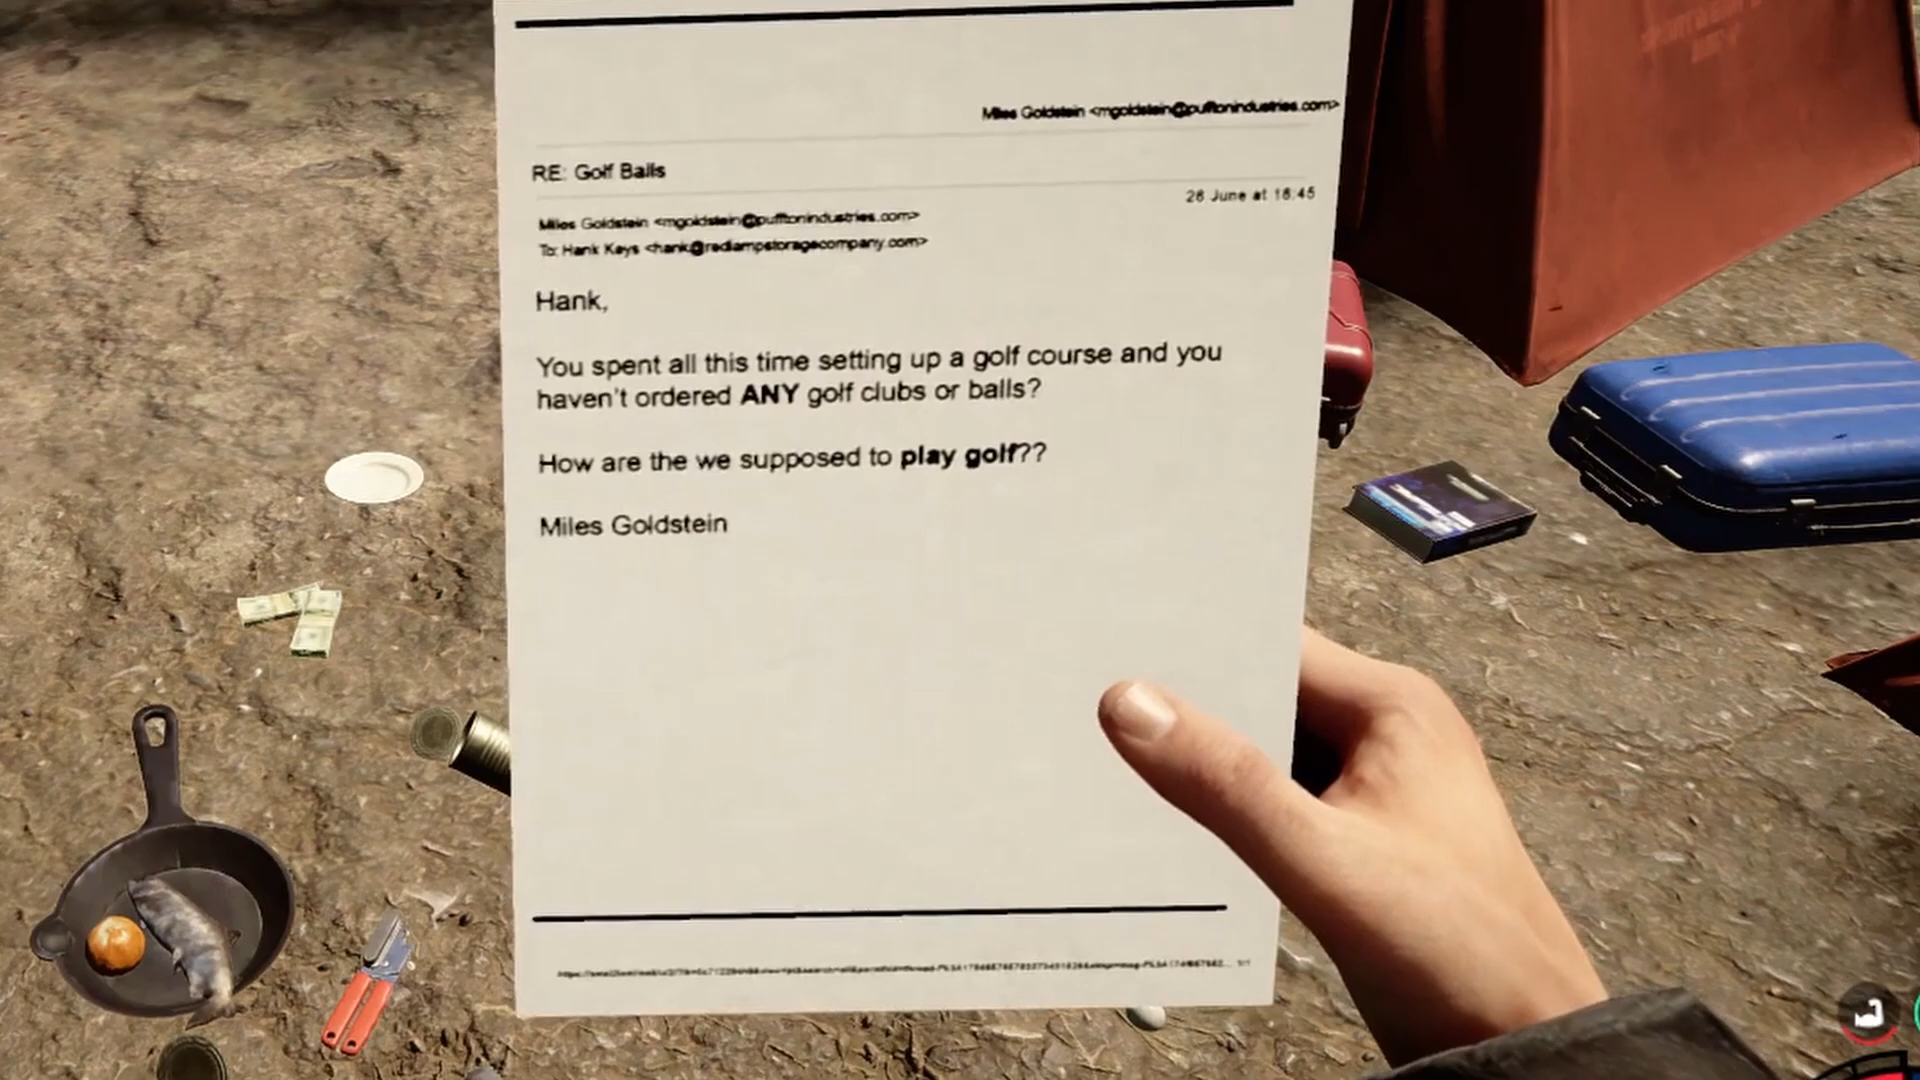 Miles Goldstein <mgoldstein@pufftonindustries.com>
RE: Golf Balls
26 June at 16:45
Miles Goldstein <mgoldstein@pufftonindustries.com>
To: Hank Keys <hank@redlampstoragecompany.com>
Hank,
You spent all this time setting up a golf course and you
haven't ordered ANY golf clubs or balls?
How are the we supposed to play golf??
Miles Goldstein